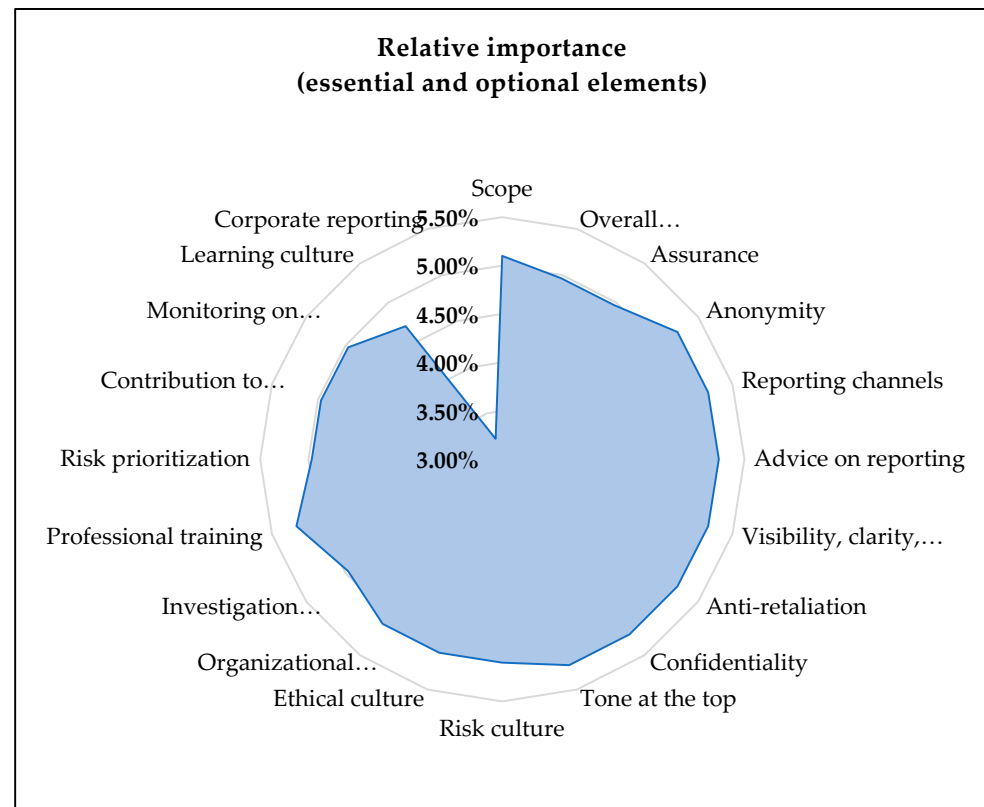 Relative importance
(essential and optional elements)
Scope
Overall…
Assurance
Anonymity
Reporting channels
Advice on reporting
Visibility, clarity,…
Anti-retaliation
Confidentiality
Tone at the top
Risk culture
Ethical culture
Organizational…
Investigation…
Professional training
Risk prioritization
Contribution to…
Monitoring on…
Learning culture
Corporate reporting
5.50%
5.00%
4.50%
4.00%
3.50%
3.00%